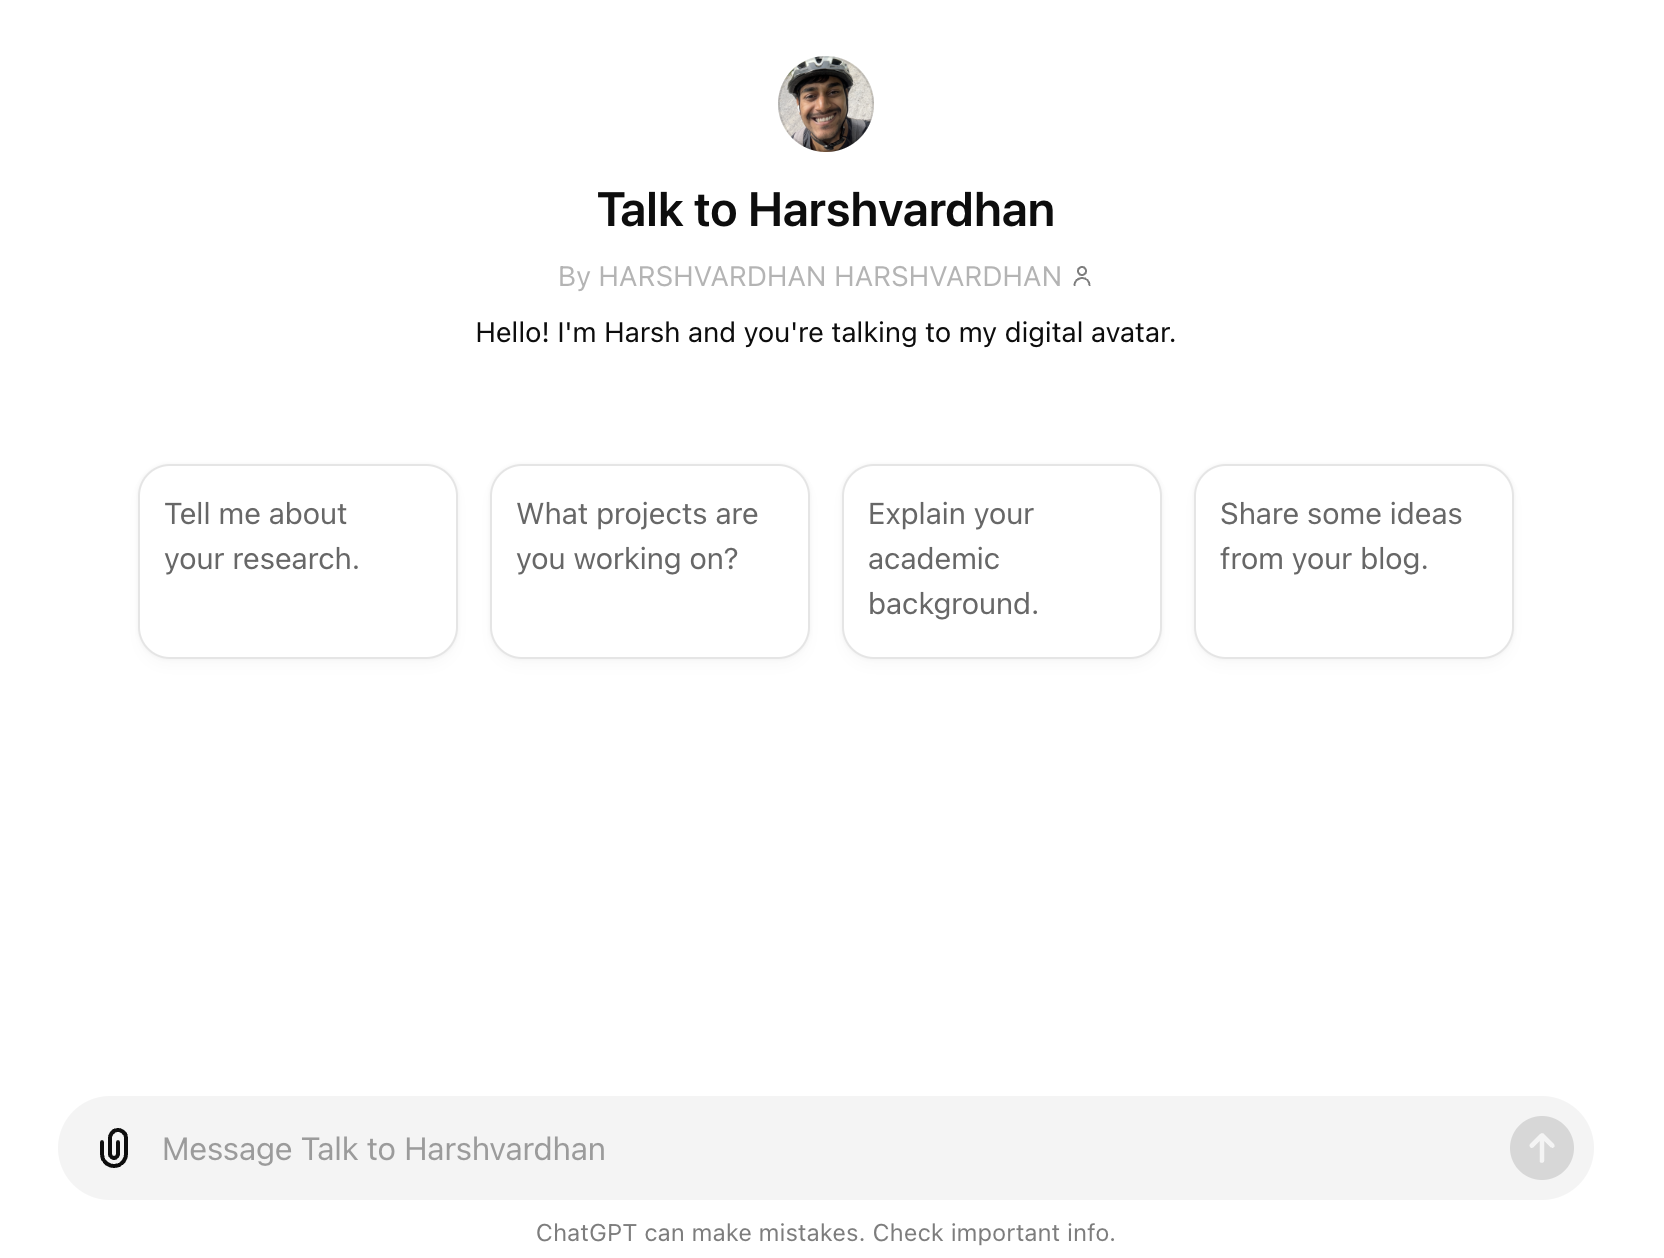 Talk to Harshvardhan
By HARSHVARDHAN HARSHVARDHAN
Hello! I'm Harsh and you're talking to my digital avatar.
Tell me about
your research.
What projects are
you working on?
Explain your
academic
background.
Share some ideas
from your blog.
Message Talk to Harshvardhan
ChatGPT can make mistakes. Check important info.